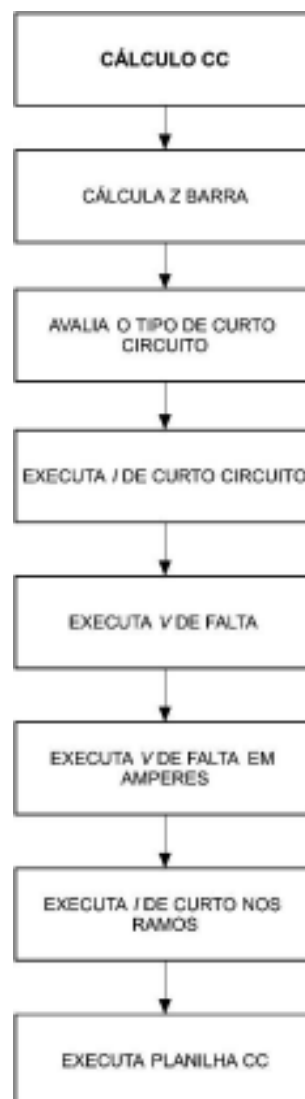 CÁLCULO CC
CÁLCULA Z BARRA
AVALIA O TIPO DE CURTO
CIRCUITO
EXECUTA I DE CURTO CIRCUITO
EXECUTA V DE FALTA
EXECUTA V DE FALTA EM
AMPERES
EXECUTA I DE CURTO NOS
RAMOS
EXECUTA PLANILHA CC